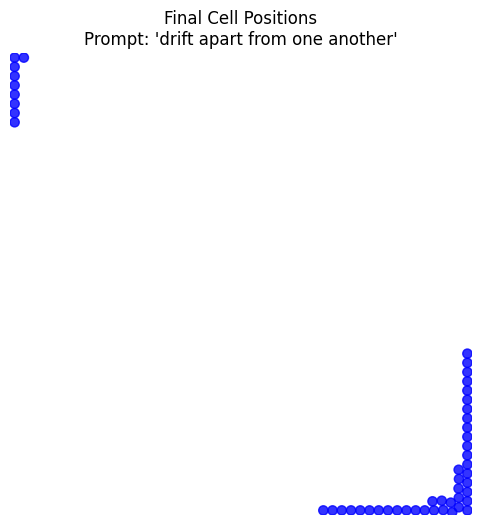 Final Cell Positions
Prompt: 'drift apart from one another'